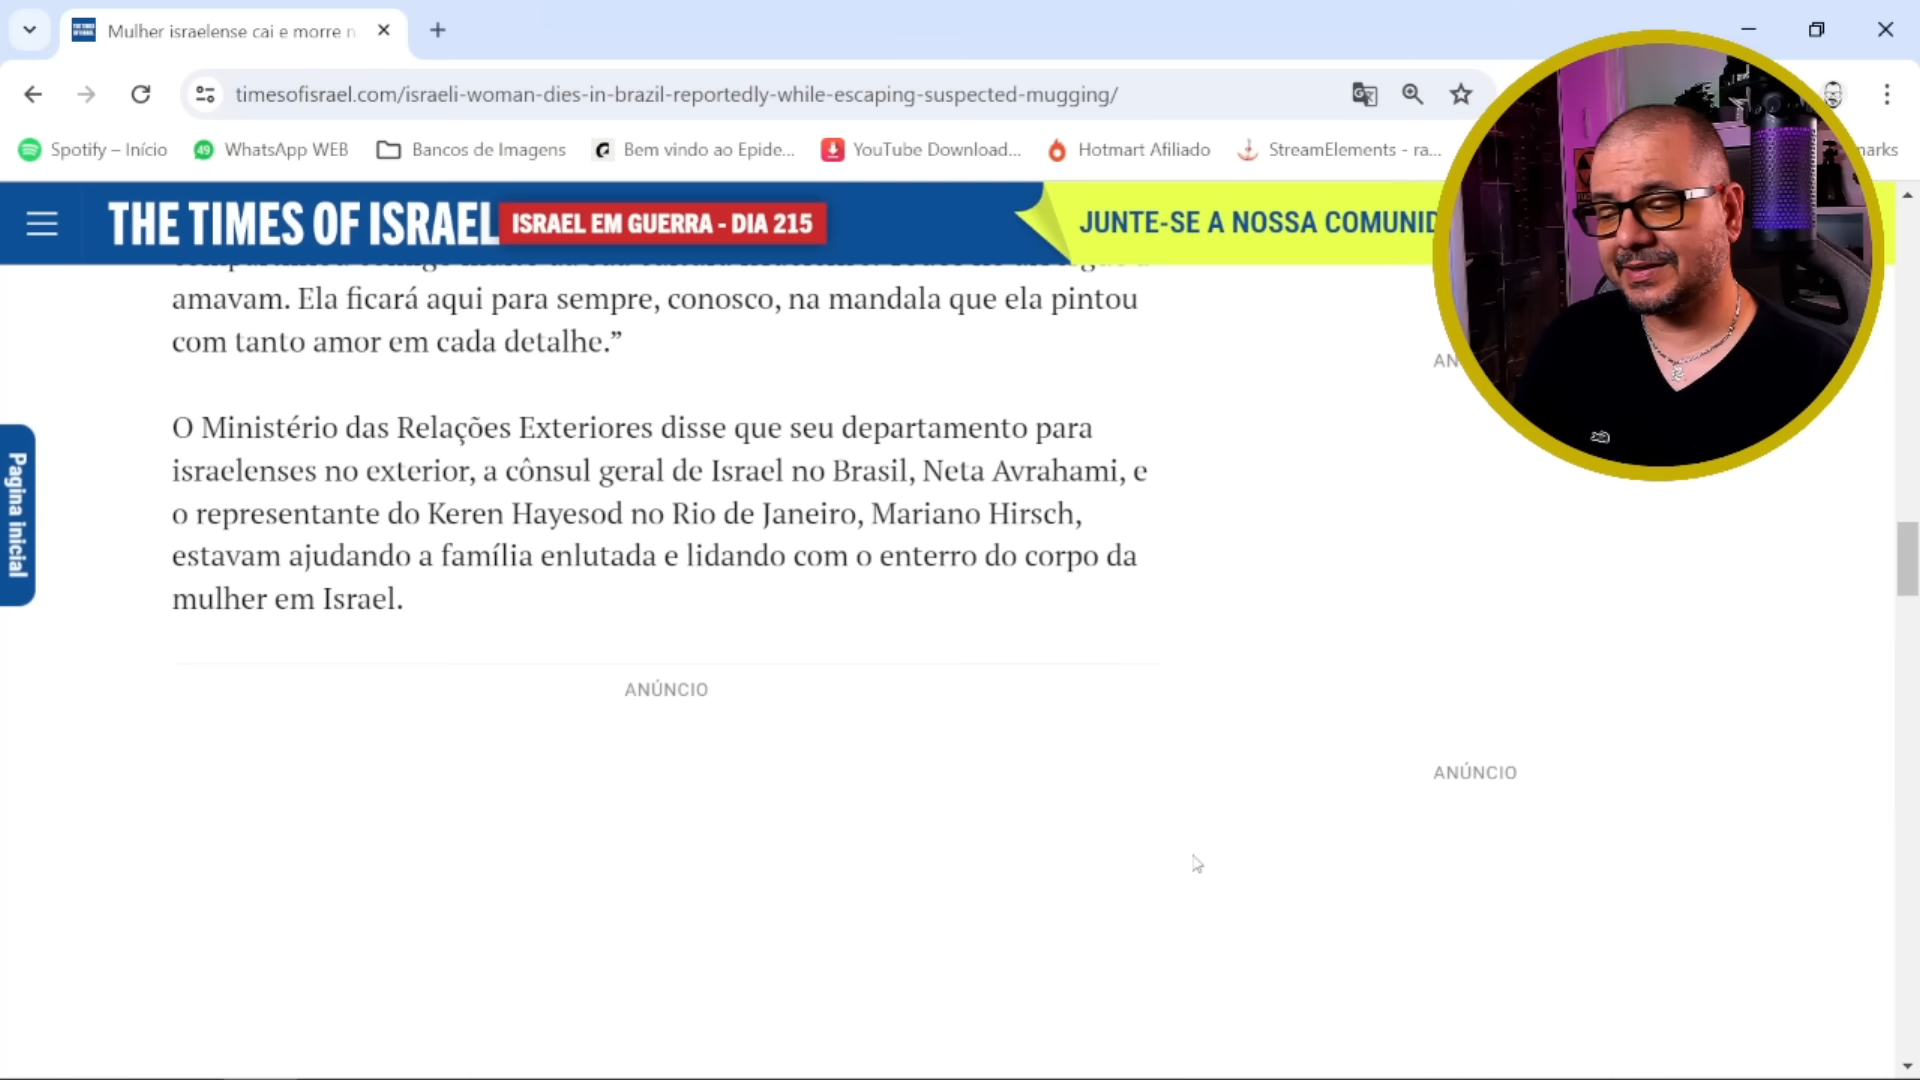 Mulher israelense cai e morre n
timesofisrael.com/israeli-woman-dies-in-brazil-reportedly-while-escaping-suspected-mugging/
Spotify – Início
49
WhatsApp WEB
Bancos de Imagens
Bem vindo ao Epide...
YouTube Download...
Hotmart Afiliado
StreamElements - ra...
marks
THE TIMES OF ISRAEL
ISRAEL EM GUERRA - DIA 215
JUNTE-SE A NOSSA COMUNID
amavam. Ela ficará aqui para sempre, conosco, na mandala que ela pintou
com tanto amor em cada detalhe.”
AN
O Ministério das Relações Exteriores disse que seu departamento para
israelenses no exterior, a cônsul geral de Israel no Brasil, Neta Avrahami, e
o representante do Keren Hayesod no Rio de Janeiro, Mariano Hirsch,
estavam ajudando a família enlutada e lidando com o enterro do corpo da
mulher em Israel.
Pagina inicial
ANÚNCIO
ANÚNCIO